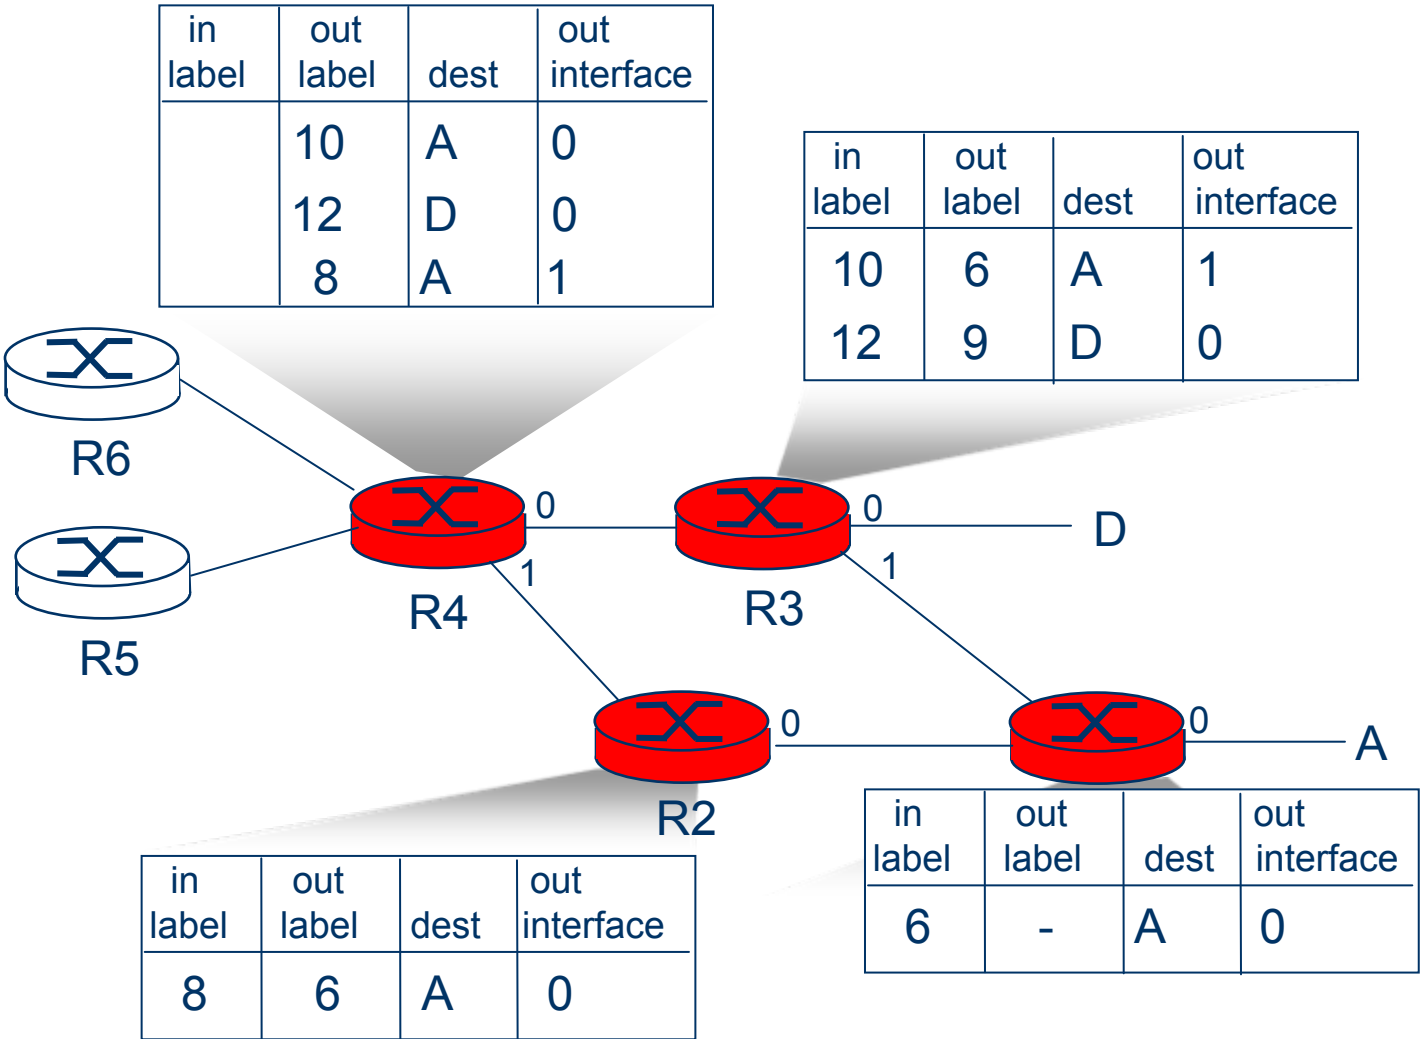 in out out
label label dest interface
10 A 0
12 D 0
8 A 1
in out out
label label dest interface
10 6 A 1
12 9 D 0
R6
R5
R4
0
1
R3
0
1
D
R2
0
0
A
in out out
label label dest interface
8 6 A 0
in out out
label label dest interface
6 - A 0